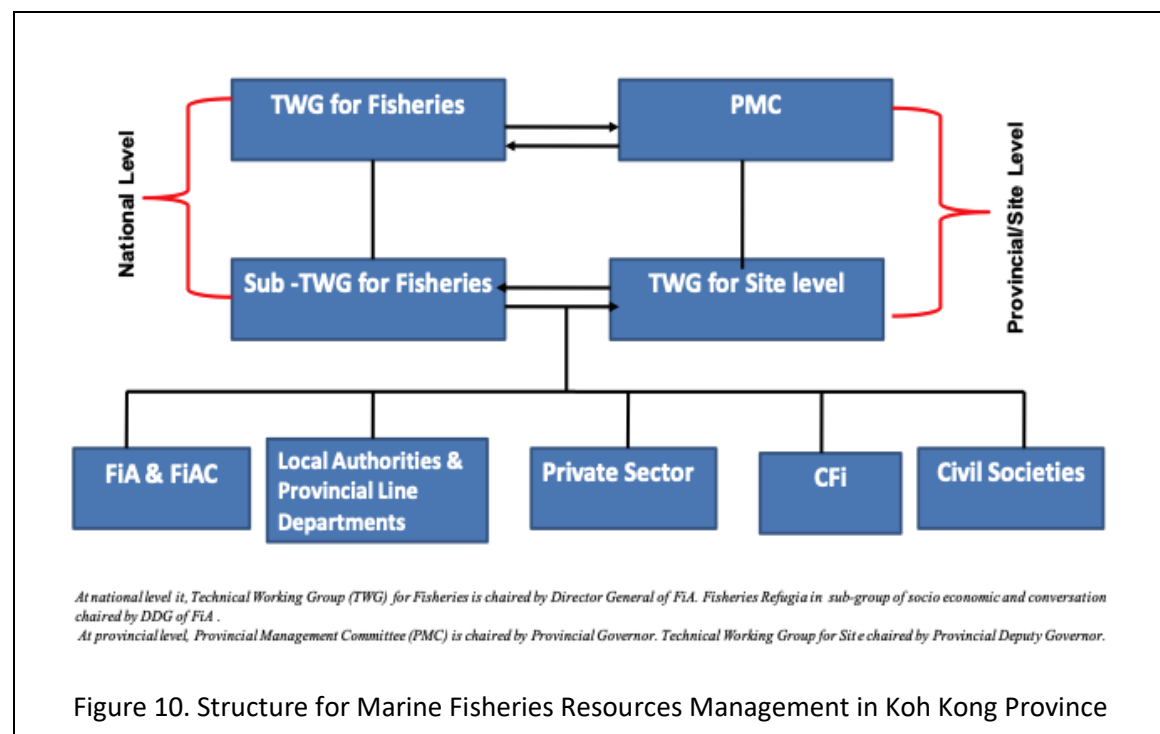 TWG for Fisheries
PMC
National Level
Provincial/Site Level
Sub -TWG for Fisheries
TWG for Site level
FiA & FiAC
Local Authorities &
Provincial Line
Departments
Private Sector
CFi
Civil Societies
At national level it, Technical Working Group (TWG) for Fisheries is chaired by Director General of FiA. Fisheries Refugia in sub-group of socio economic and conversation
chaired by DDG of FiA .
At provincial level, Provincial Management Committee (PMC) is chaired by Provincial Governor. Technical Working Group for Site chaired by Provincial Deputy Governor.
Figure 10. Structure for Marine Fisheries Resources Management in Koh Kong Province